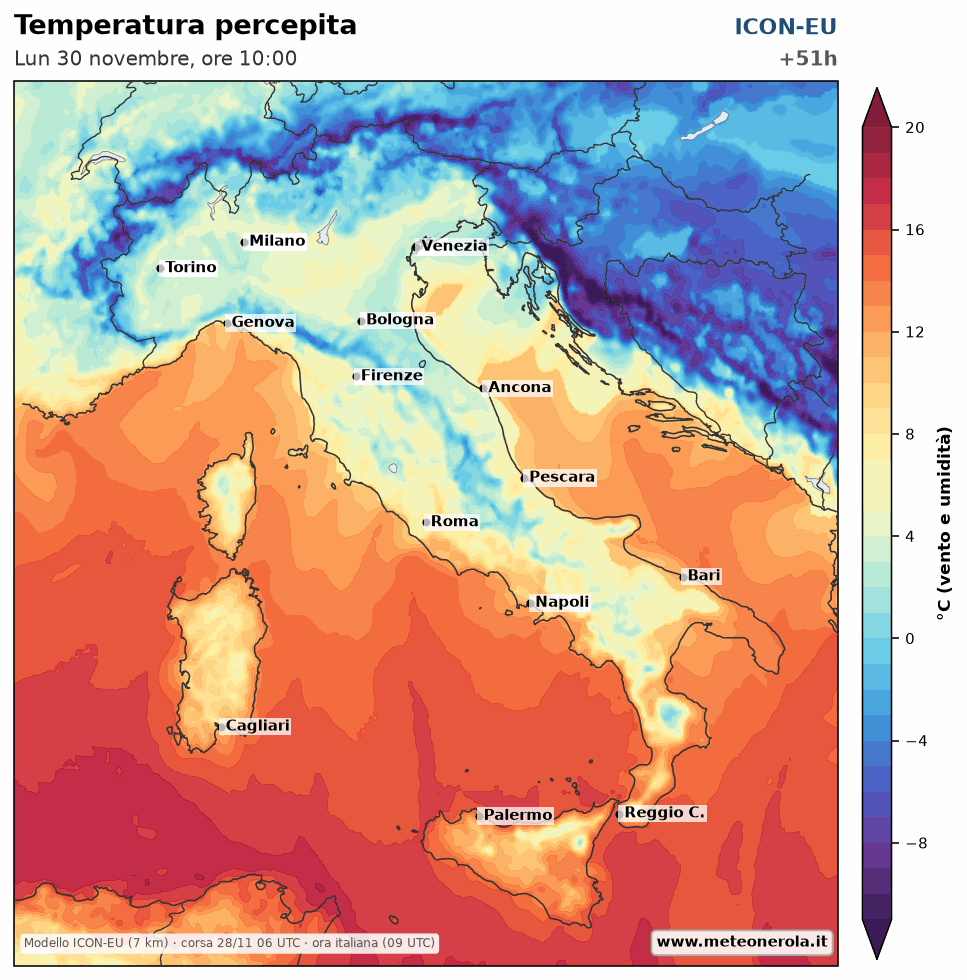 Temperatura percepita
ICON-EU
Lun 30 novembre, ore 10:00
+51h
Milano
Venezia
Torino
Genova
Bologna
Firenze
Ancona
Pescara
Roma
Bari
Napoli
Cagliari
Palermo
Reggio C.
20
16
12
8
4
0
−4
−8
°C (vento e umidità)
Modello ICON-EU (7 km) · corsa 28/11 06 UTC · ora italiana (09 UTC)
www.meteonerola.it